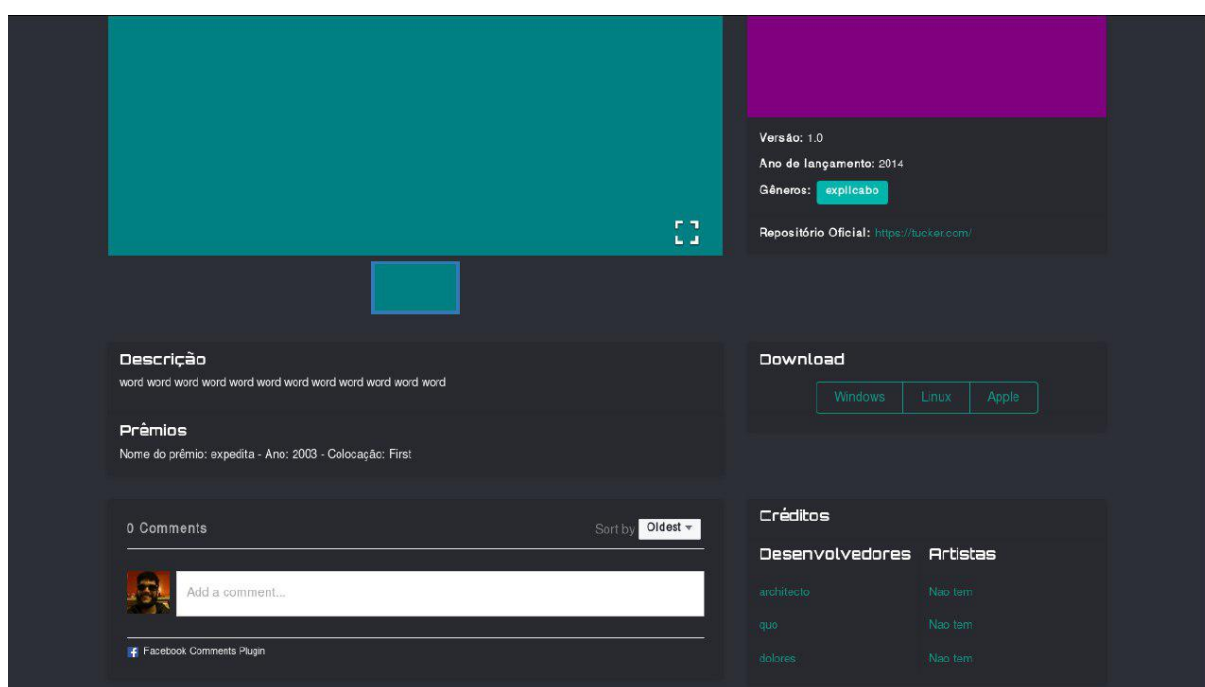 Versão: 1.0
Ano de lançamento: 2014
Gêneros: explicabo
Repositório Oficial: https://tucker.com/
Descrição
word word word word word word word word word word word word
Prêmios
Nome do prêmio: expedita - Ano: 2003 - Colocação: First
Download
Windows Linux Apple
0 Comments Sort by Oldest
Add a comment...
Facebook Comments Plugin
Créditos
Desenvolvedores Artistas
architecto Nao tem
quo Nao tem
dolores Nao tem